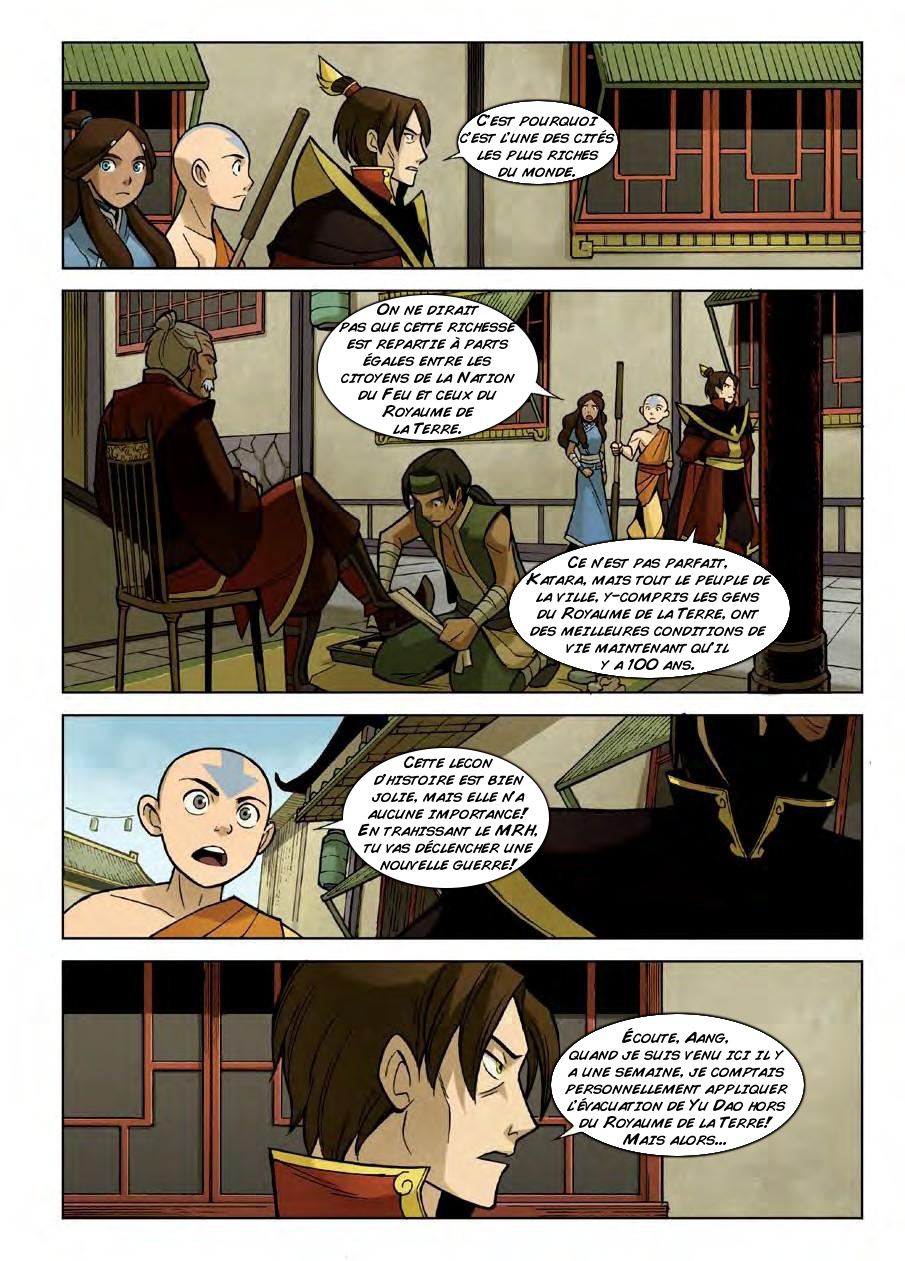 C'EST POURQUOI
C'EST L'UNE DES CITÉS
LES PLUS RICHES
DU MONDE.
ON NE DIRAIT
PAS QUE CETTE RICHESSE
EST REPARTIE À PARTS
ÉGALES ENTRE LES
CITOYENS DE LA NATION
DU FEU ET CEUX DU
ROYAUME DE
LA TERRE.
CE N'EST PAS PARFAIT,
KATARA, MAIS TOUT LE PEUPLE DE
LA VILLE, Y-COMPRIS LES GENS
DU ROYAUME DE LA TERRE, ONT
DES MEILLEURES CONDITIONS DE
VIE MAINTENANT QU'IL
Y A 100 ANS.
CETTE LECON
D'HISTOIRE EST BIEN
JOLIE, MAIS ELLE N'A
AUCUNE IMPORTANCE!
EN TRAHISSANT LE MRH,
TU VAS DÉCLENCHER UNE
NOUVELLE GUERRE!
ÉCOUTE, AANG,
QUAND JE SUIS VENU ICI IL Y
A UNE SEMAINE, JE COMPTAIS
PERSONNELLEMENT APPLIQUER
L'ÉVACUATION DE YU DAO HORS
DU ROYAUME DE LA TERRE!
MAIS ALORS...